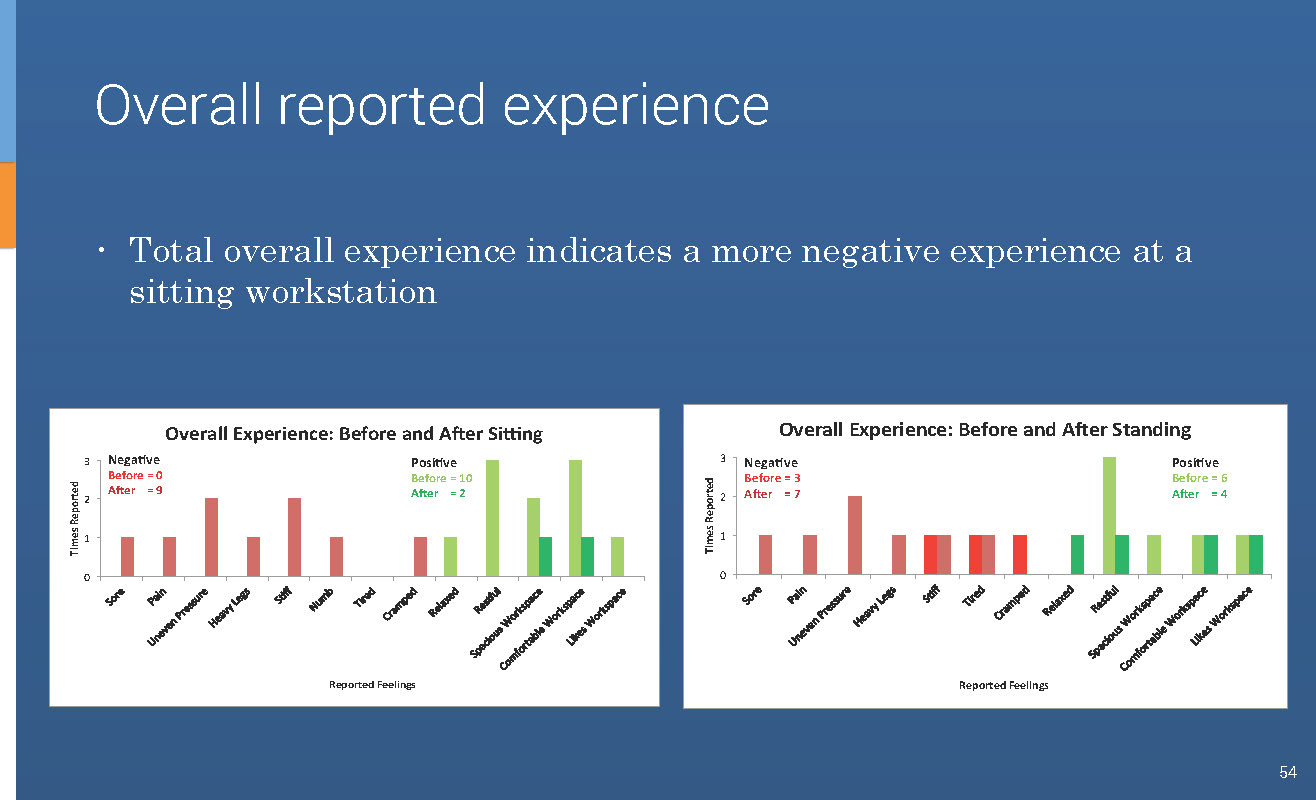 Overall reported experience
• Total overall experience indicates a more negative experience at a
sitting workstation
Overall Experience: Before and After Sitting
Negative
Before = 0
After = 9
Positive
Before = 10
After = 2
Times Reported
3
2
1
0
Sore
Pain
Uneven Pressure
Heavy Legs
Stiff
Numb
Tired
Cramped
Relaxed
Restful
Spacious Workspace
Comfortable Workspace
Likes Workspace
Reported Feelings
Overall Experience: Before and After Standing
Negative
Before = 3
After = 7
Positive
Before = 6
After = 4
Times Reported
3
2
1
0
Sore
Pain
Uneven Pressure
Heavy Legs
Stiff
Tired
Cramped
Relaxed
Restful
Spacious Workspace
Comfortable Workspace
Likes Workspace
Reported Feelings
54